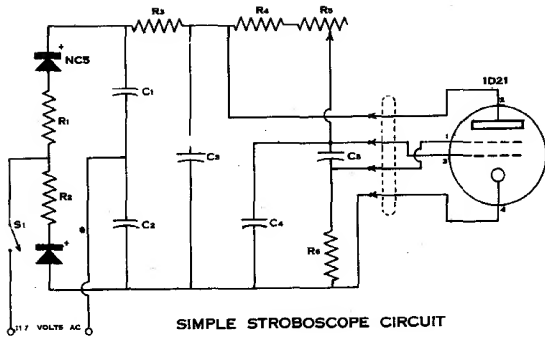 R3
R4
R5
+
NC5
C1
R1
1D21
2
1
3
C3
C5
R2
S1
C2
C4
4
+
R6
117 VOLTS AC
SIMPLE STROBOSCOPE CIRCUIT